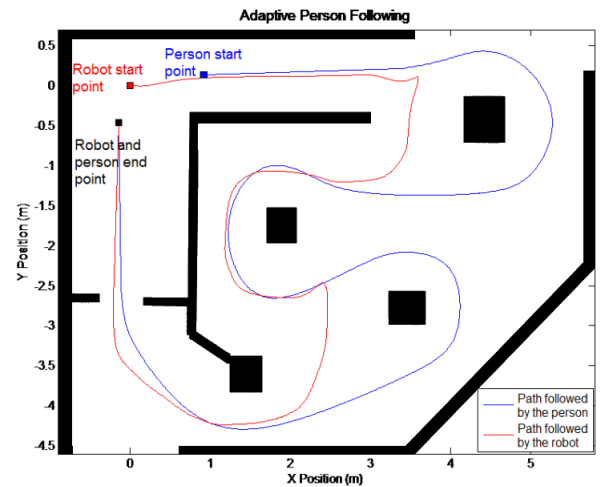 Adaptive Person Following
0.5
0
-0.5
-1
-1.5
-2
-2.5
-3
-3.5
-4
-4.5
Y Position (m)
Person start
point
Robot start
point
Robot and
person end
point
Path followed
by the person
Path followed
by the robot
0
1
2
3
4
5
X Position (m)